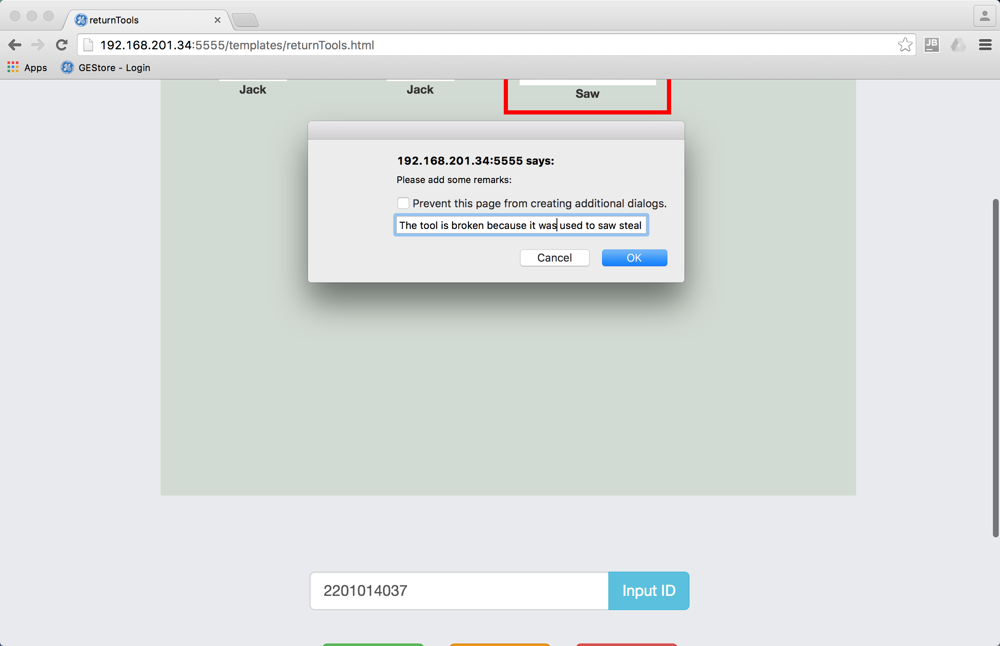 returnTools
192.168.201.34:5555/templates/returnTools.html
JB
Apps
GEStore - Login
Jack
Jack
Saw
192.168.201.34:5555 says:
Please add some remarks:
Prevent this page from creating additional dialogs.
The tool is broken because it was used to saw steal
Cancel
OK
2201014037
Input ID